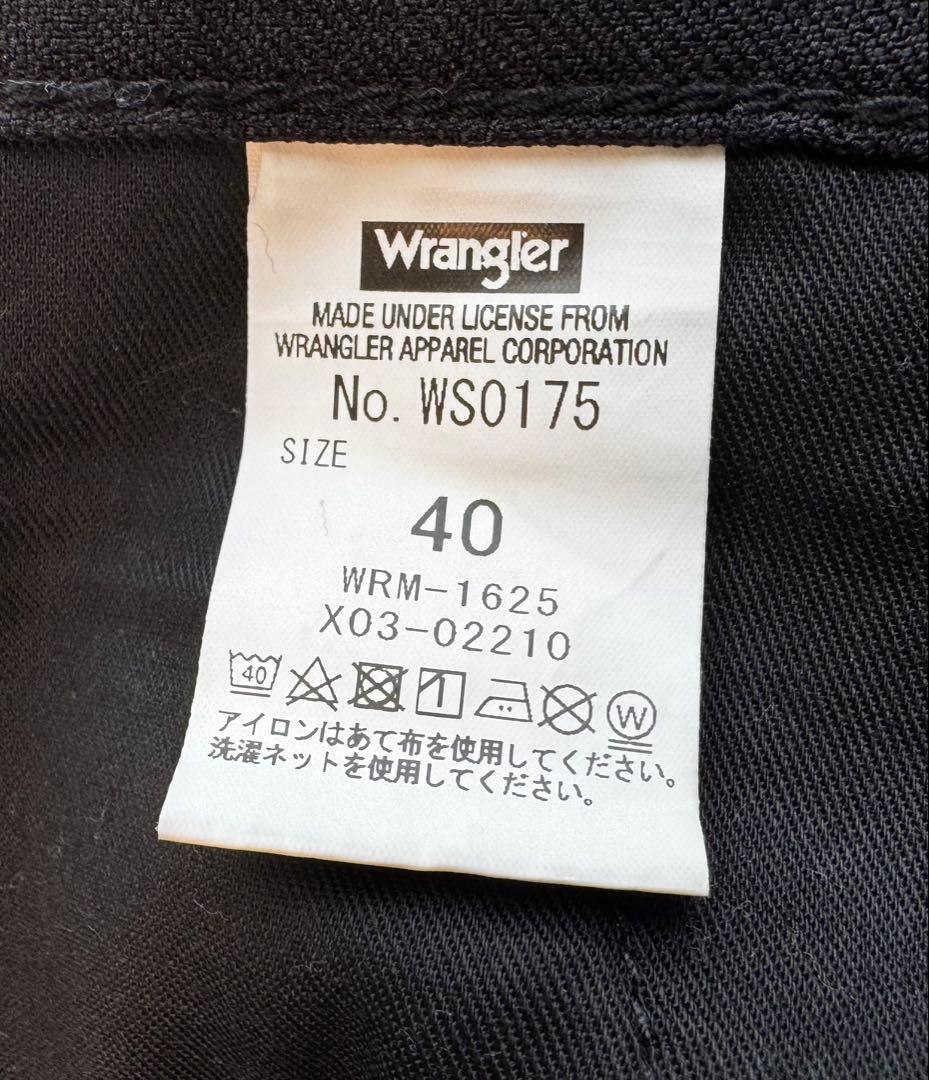 Wrangler
MADE UNDER LICENSE FROM
WRANGLER APPAREL CORPORATION
No. WS0175
SIZE
40
WRM-1625
X03-02210
40 W
アイロンはあて布を使用してください。
洗濯ネットを使用してください。